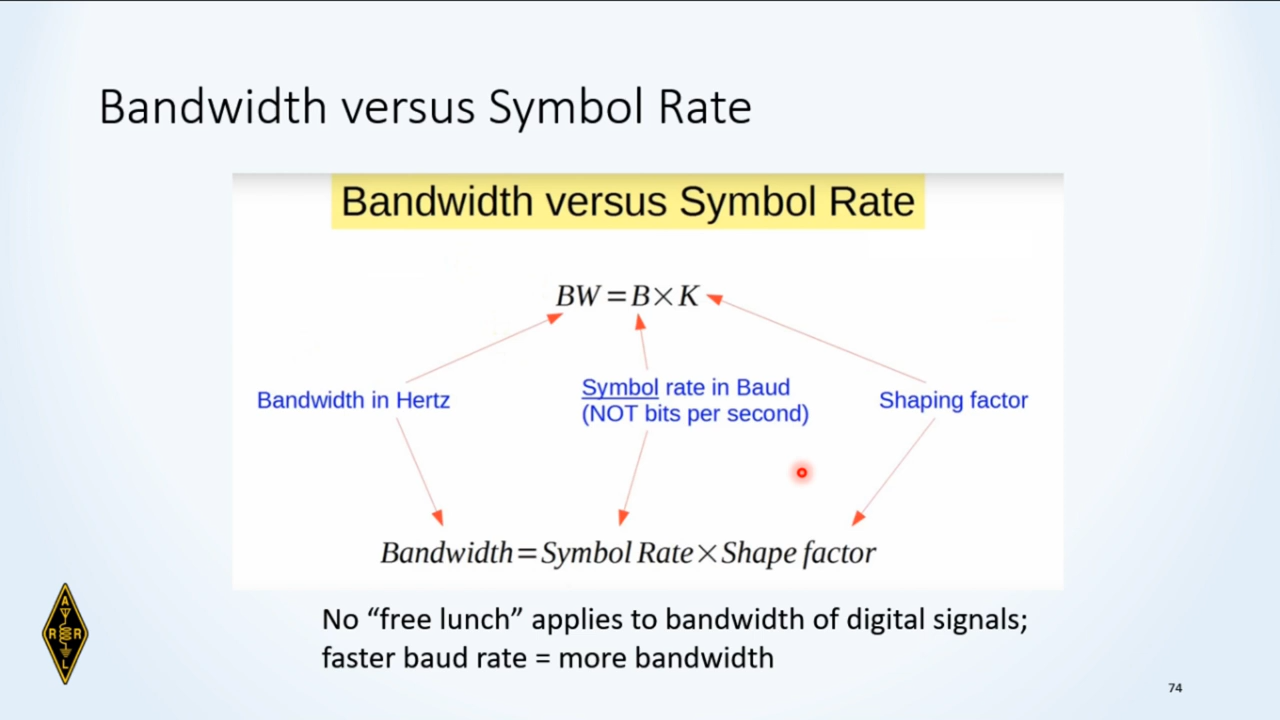 Bandwidth versus Symbol Rate
Bandwidth versus Symbol Rate
BW = B × K
Bandwidth in Hertz
Symbol rate in Baud
(NOT bits per second)
Shaping factor
Bandwidth = Symbol Rate × Shape factor
No “free lunch” applies to bandwidth of digital signals;
faster baud rate = more bandwidth
A
R R
L
74